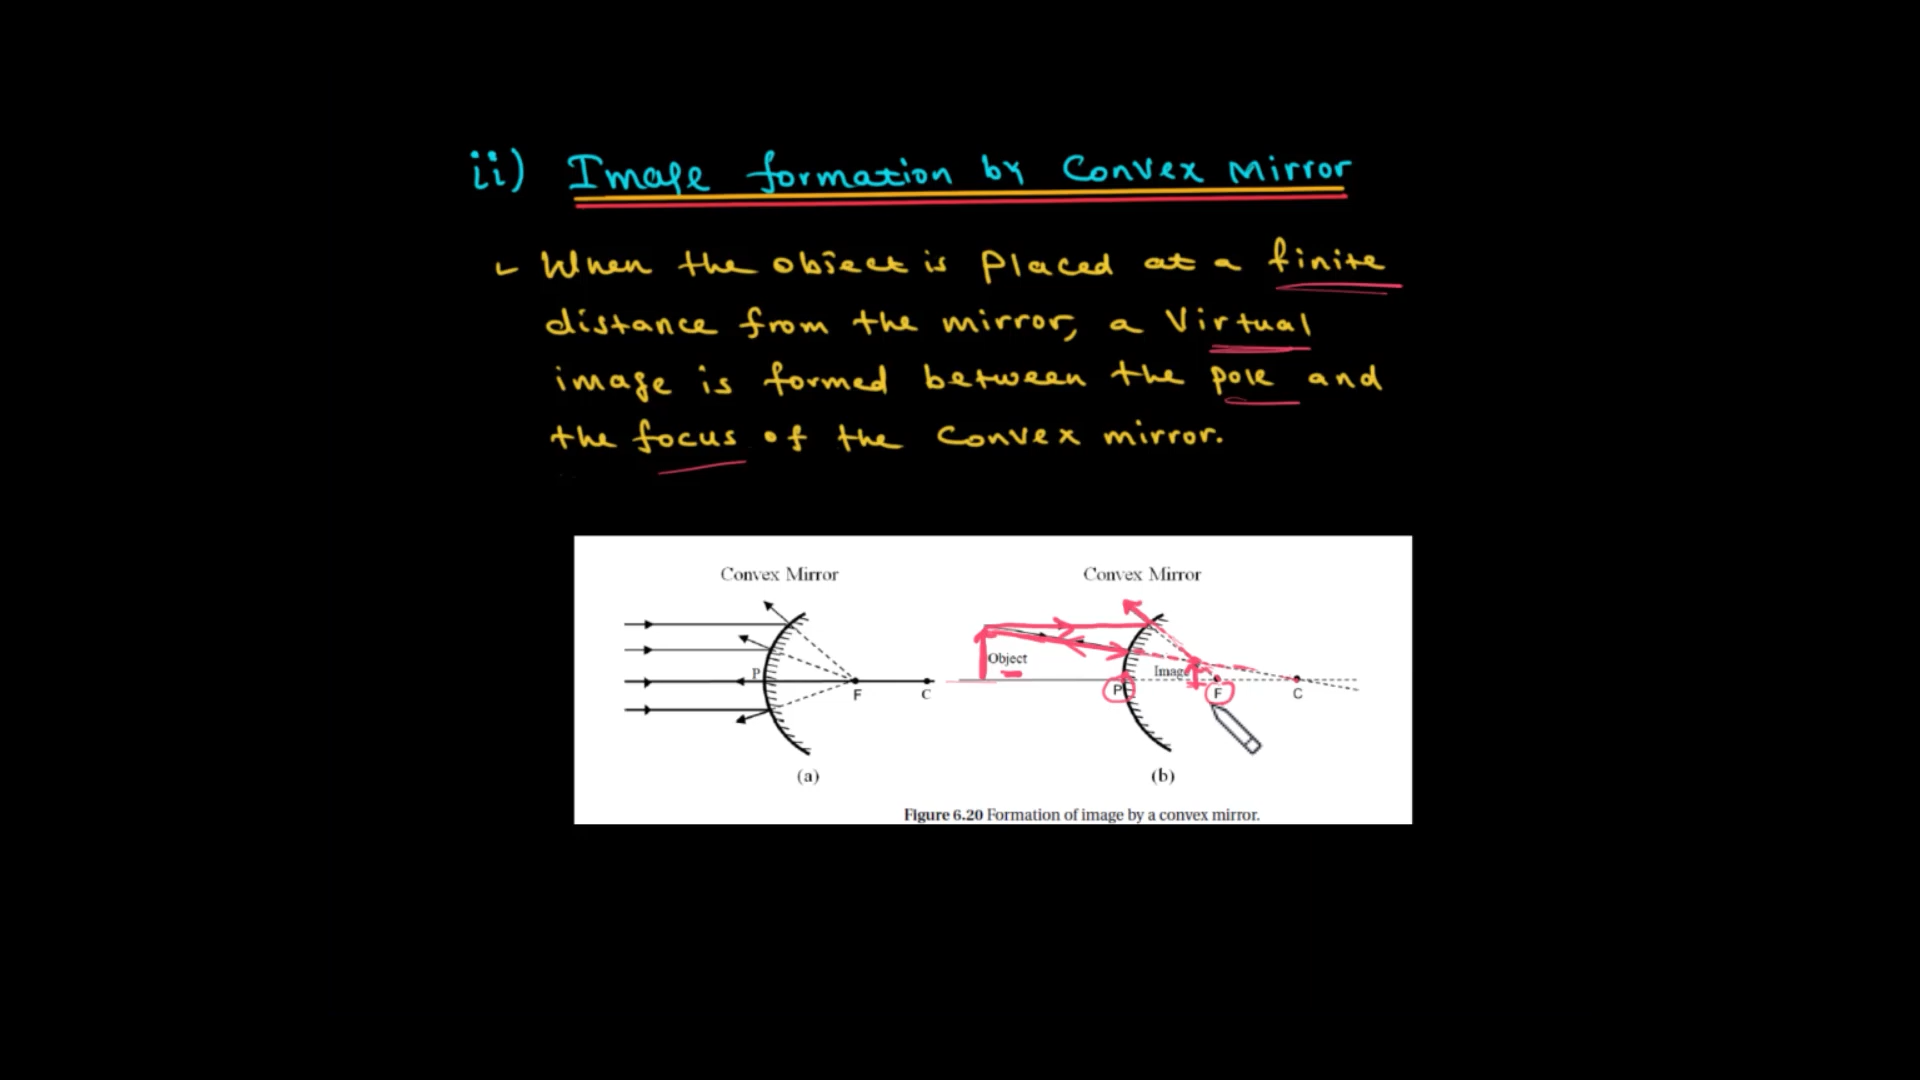 ii) Image formation by Convex Mirror
When the object is placed at a finite
distance from the mirror, a Virtual
image is formed between the pole and
the focus of the Convex mirror.
Convex Mirror
P
F
C
(a)
Convex Mirror
Object
Image
P
F
C
(b)
Figure 6.20 Formation of image by a convex mirror.